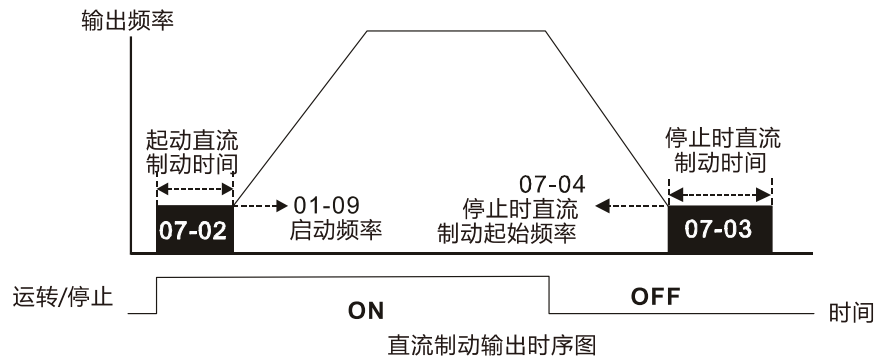 输出频率
起动直流
制动时间
停止时直流
制动时间
07-02
01-09
启动频率
07-04
停止时直流
制动起始频率
07-03
运转/停止
ON
OFF
时间
直流制动输出时序图